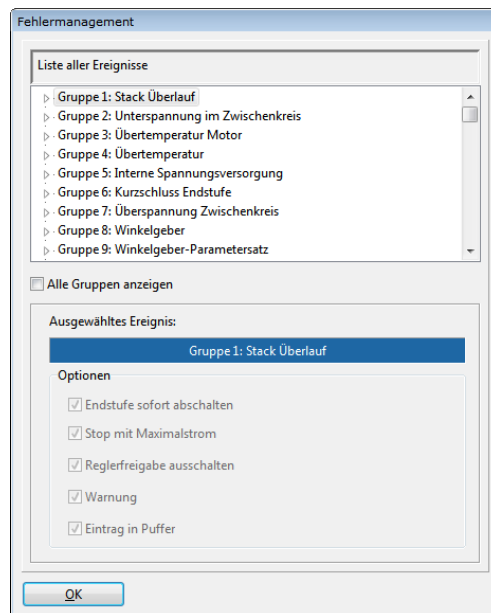 Fehlermanagement
Liste aller Ereignisse
Gruppe 1: Stack Überlauf
Gruppe 2: Unterspannung im Zwischenkreis
Gruppe 3: Übertemperatur Motor
Gruppe 4: Übertemperatur
Gruppe 5: Interne Spannungsversorgung
Gruppe 6: Kurzschluss Endstufe
Gruppe 7: Überspannung Zwischenkreis
Gruppe 8: Winkelgeber
Gruppe 9: Winkelgeber-Parametersatz
Alle Gruppen anzeigen
Ausgewähltes Ereignis:
Gruppe 1: Stack Überlauf
Optionen
Endstufe sofort abschalten
Stop mit Maximalstrom
Reglerfreigabe ausschalten
Warnung
Eintrag in Puffer
OK